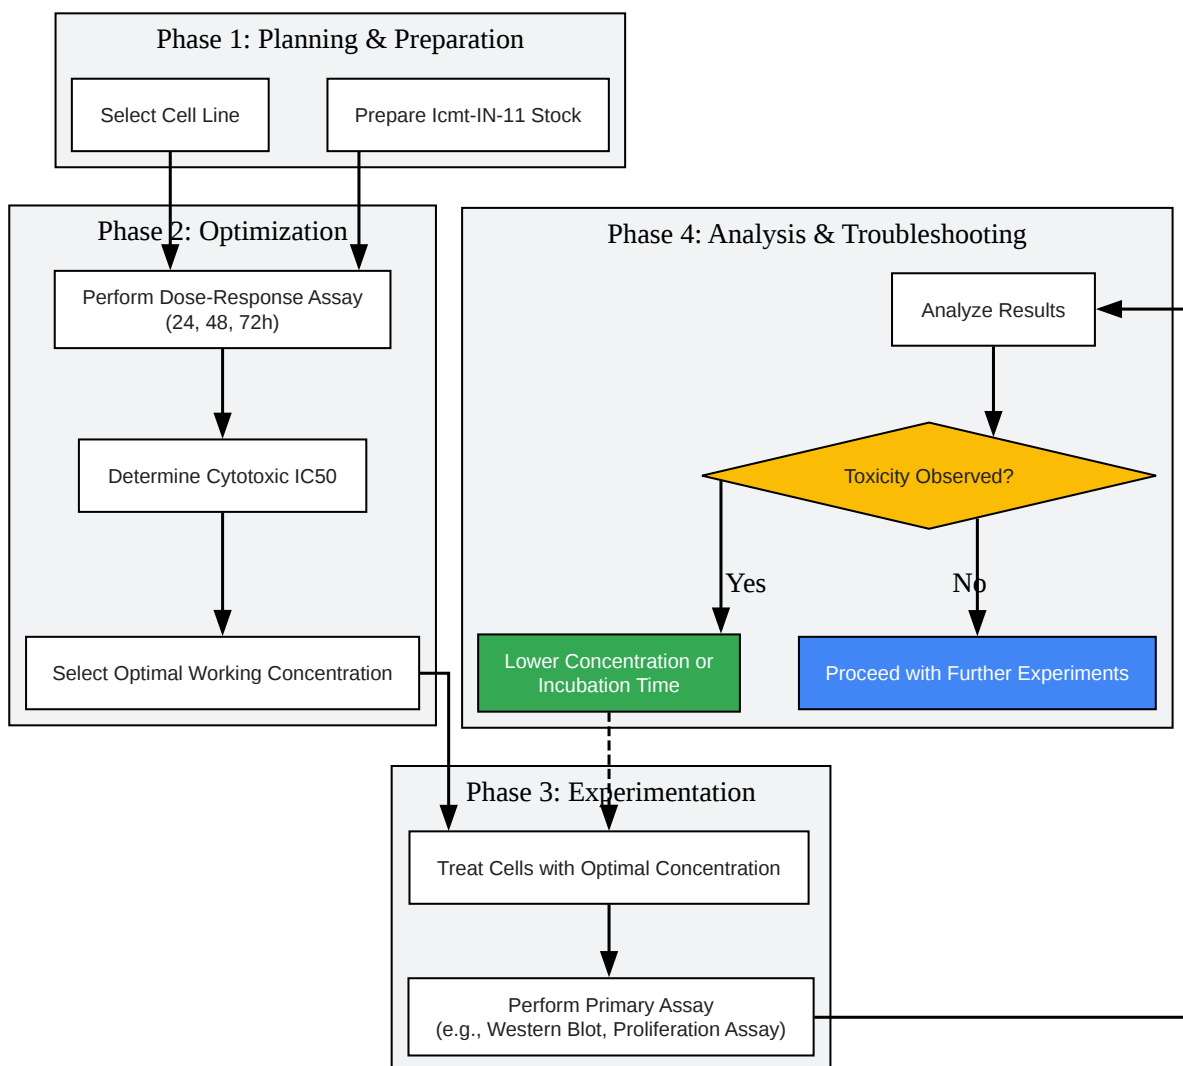 Phase 1: Planning & Preparation
Select Cell Line
Prepare Icmt-IN-11 Stock
Phase 2: Optimization
Perform Dose-Response Assay
(24, 48, 72h)
Determine Cytotoxic IC50
Select Optimal Working Concentration
Phase 4: Analysis & Troubleshooting
Analyze Results
Toxicity Observed?
Yes
No
Lower Concentration or
Incubation Time
Proceed with Further Experiments
Phase 3: Experimentation
Treat Cells with Optimal Concentration
Perform Primary Assay
(e.g., Western Blot, Proliferation Assay)